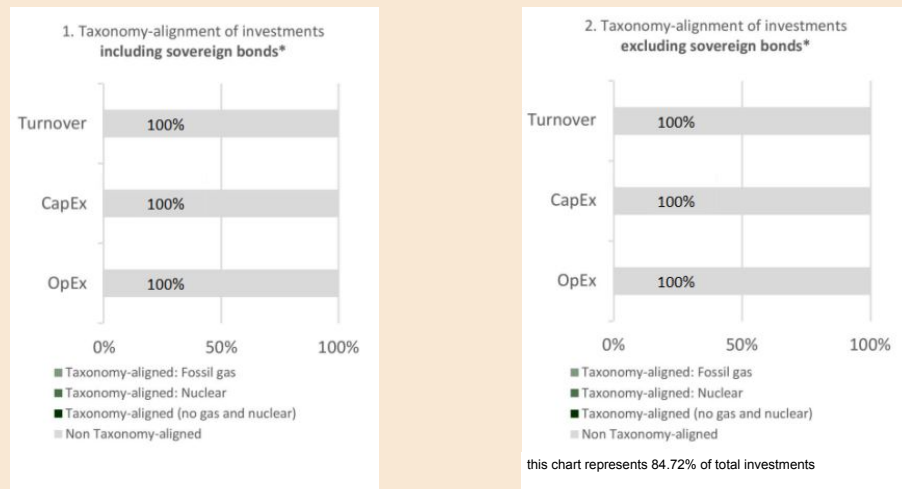 1. Taxonomy-alignment of investments
including sovereign bonds*
Turnover
100%
CapEx
100%
OpEx
100%
0% 50% 100%
Taxonomy-aligned: Fossil gas
Taxonomy-aligned: Nuclear
Taxonomy-aligned (no gas and nuclear)
Non Taxonomy-aligned
2. Taxonomy-alignment of investments
excluding sovereign bonds*
Turnover
100%
CapEx
100%
OpEx
100%
0% 50% 100%
Taxonomy-aligned: Fossil gas
Taxonomy-aligned: Nuclear
Taxonomy-aligned (no gas and nuclear)
Non Taxonomy-aligned
this chart represents 84.72% of total investments